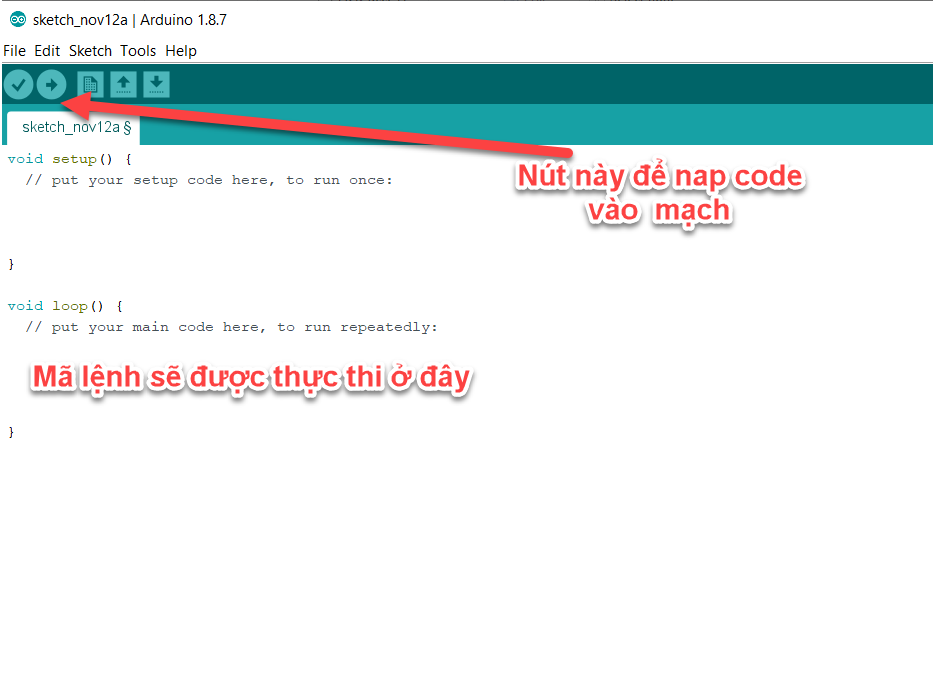 sketch_nov12a | Arduino 1.8.7
File Edit Sketch Tools Help
sketch_nov12a §
void setup() {
// put your setup code here, to run once:
Nút này để nap code
vào mạch
}
void loop() {
// put your main code here, to run repeatedly:
Mã lệnh sẽ được thực thi ở đây
}